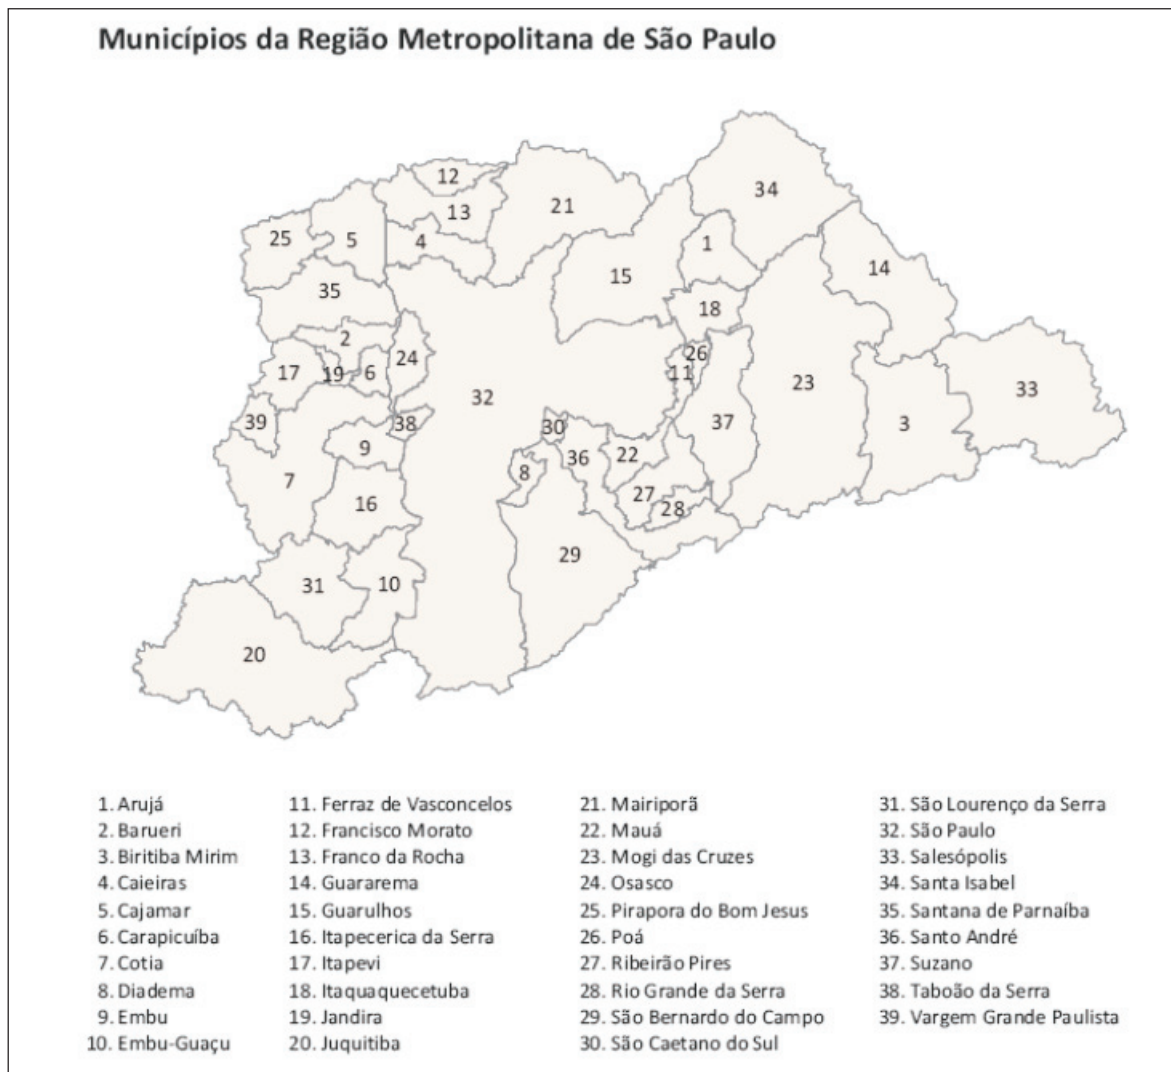 Municípios da Região Metropolitana de São Paulo
12
34
21
13
25
5
4
1
14
15
35
18
2
24
26
17
19
6
11
23
33
32
39
38
37
3
30
9
36
22
8
7
27
16
28
29
31
10
20
1. Arujá
2. Barueri
3. Biritiba Mirim
4. Caieiras
5. Cajamar
6. Carapicuíba
7. Cotia
8. Diadema
9. Embu
10. Embu-Guaçu
11. Ferraz de Vasconcelos
12. Francisco Morato
13. Franco da Rocha
14. Guararema
15. Guarulhos
16. Itapecerica da Serra
17. Itapevi
18. Itaquaquecetuba
19. Jandira
20. Juquitiba
21. Mairiporã
22. Mauá
23. Mogi das Cruzes
24. Osasco
25. Pirapora do Bom Jesus
26. Poá
27. Ribeirão Pires
28. Rio Grande da Serra
29. São Bernardo do Campo
30. São Caetano do Sul
31. São Lourenço da Serra
32. São Paulo
33. Salesópolis
34. Santa Isabel
35. Santana de Parnaíba
36. Santo André
37. Suzano
38. Taboão da Serra
39. Vargem Grande Paulista